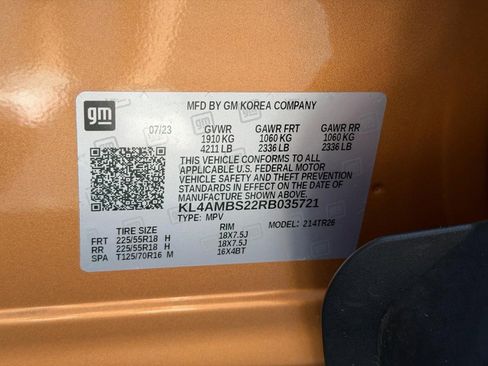 gm
MFD BY GM KOREA COMPANY
07/23 GVWR GAWR FRT GAWR RR
1910 KG 1060 KG 1060 KG
4211 LB 2336 LB 2336 LB
THIS VEHICLE CONFORMS TO ALL
APPLICABLE U.S. FEDERAL MOTOR
VEHICLE SAFETY AND THEFT PREVENTION
STANDARDS IN EFFECT ON THE DATE OF
MANUFACTURE SHOWN ABOVE.
KL4AMBS22RB035721
TYPE: MPV MODEL: 214TR26
TIRE SIZE RIM
FRT 225/55R18 H 18X7.5J
RR 225/55R18 H 18X7.5J
SPA T125/70R16 M 16X4BT